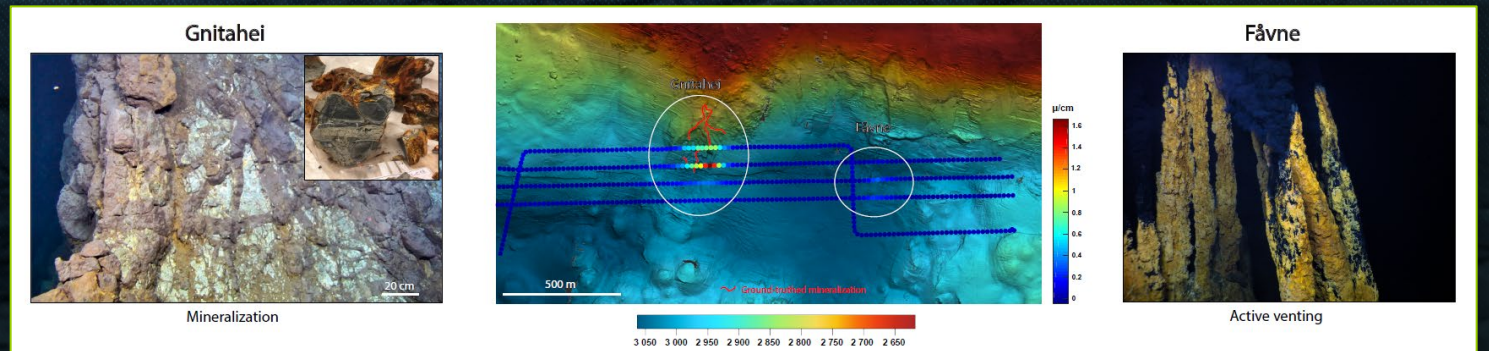 Gnitahei
Fåvne
Gnitahei
Fåvne
µ/cm
1.6
1.4
1.2
1
0.8
0.6
0.4
0.2
0
20 cm
500 m
Ground-truthed mineralization
Mineralization
Active venting
3 050 3 000 2 950 2 900 2 850 2 800 2 750 2 700 2 650